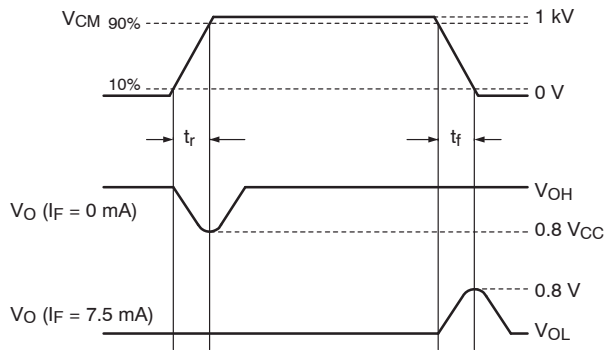 VCM 90%
1 kV
10%
0 V
tr
tf
VOH
VO (IF = 0 mA)
0.8 VCC
0.8 V
VO (IF = 7.5 mA)
VOL